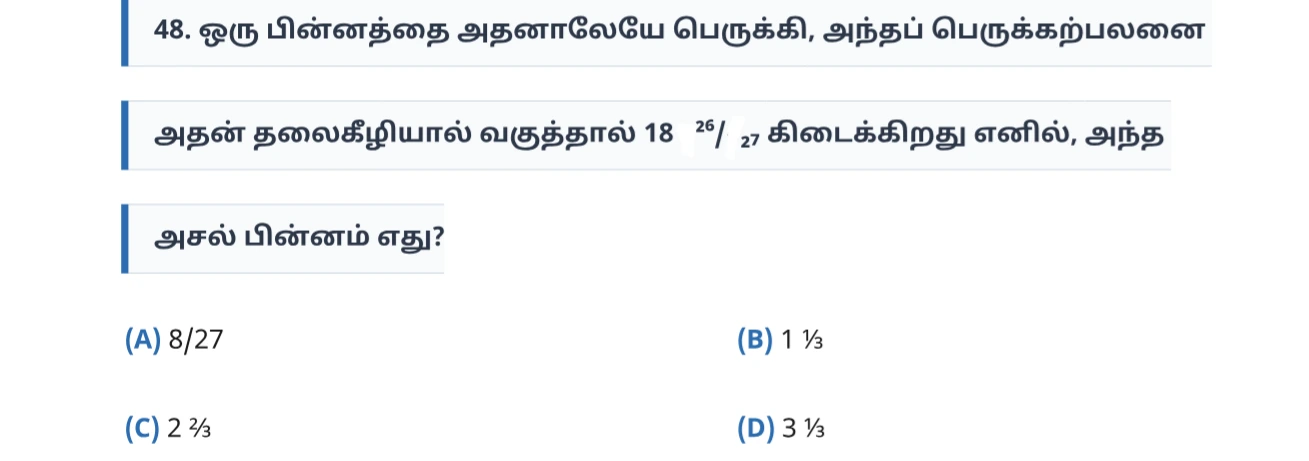 48. ஒரு பின்னத்தை அதனாலேயே பெருக்கி, அந்தப் பெருக்கற்பலனை
அதன் தலைகீழியால் வகுத்தால் 18 ²⁶/ ₂₇ கிடைக்கிறது எனில், அந்த
அசல் பின்னம் எது?
(A) 8/27 (B) 1 ⅓
(C) 2 ⅔ (D) 3 ⅓